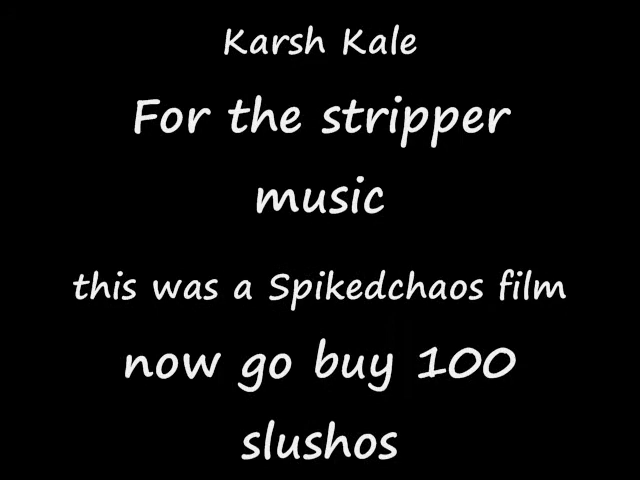 Karsh Kale
For the stripper
music
this was a Spikedchaos film
now go buy 100
slushos